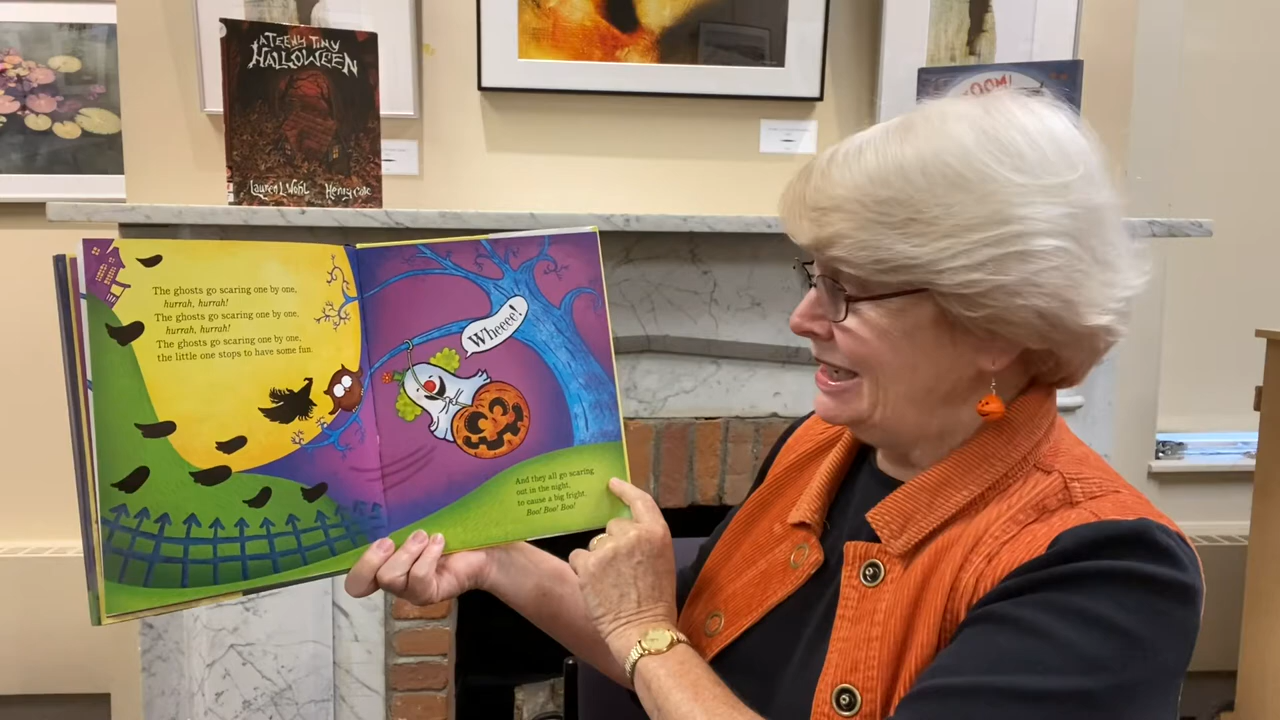 A TEENY TINY
HALLOWEEN
Lauren L. Wohl
Henry Cole
The ghosts go scaring one by one,
hurrah, hurrah!
The ghosts go scaring one by one,
hurrah, hurrah!
The ghosts go scaring one by one,
the little one stops to have some fun.
Wheeee!
And they all go scaring
out in the night,
to cause a big fright.
Boo! Boo! Boo!